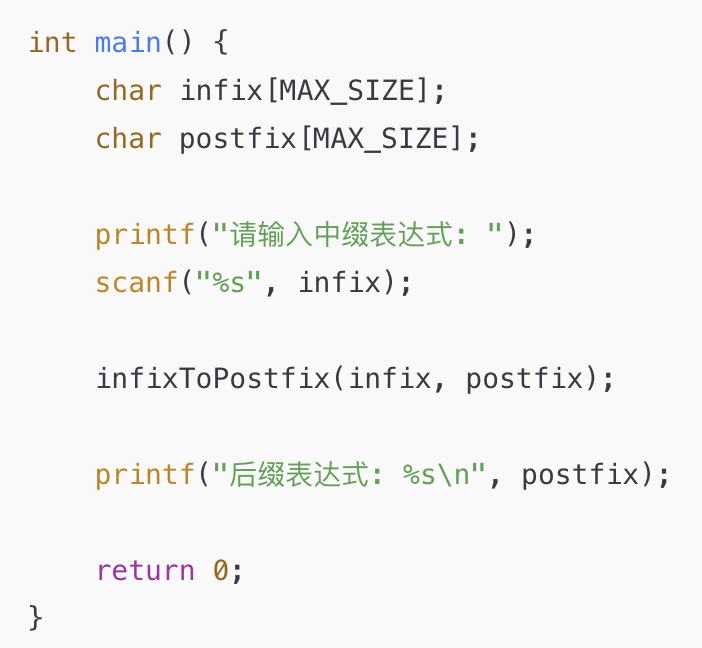 int main() {
    char infix[MAX_SIZE];
    char postfix[MAX_SIZE];
    printf("请输入中缀表达式: ");
    scanf("%s", infix);
    infixToPostfix(infix, postfix);
    printf("后缀表达式: %s\n", postfix);
    return 0;
}